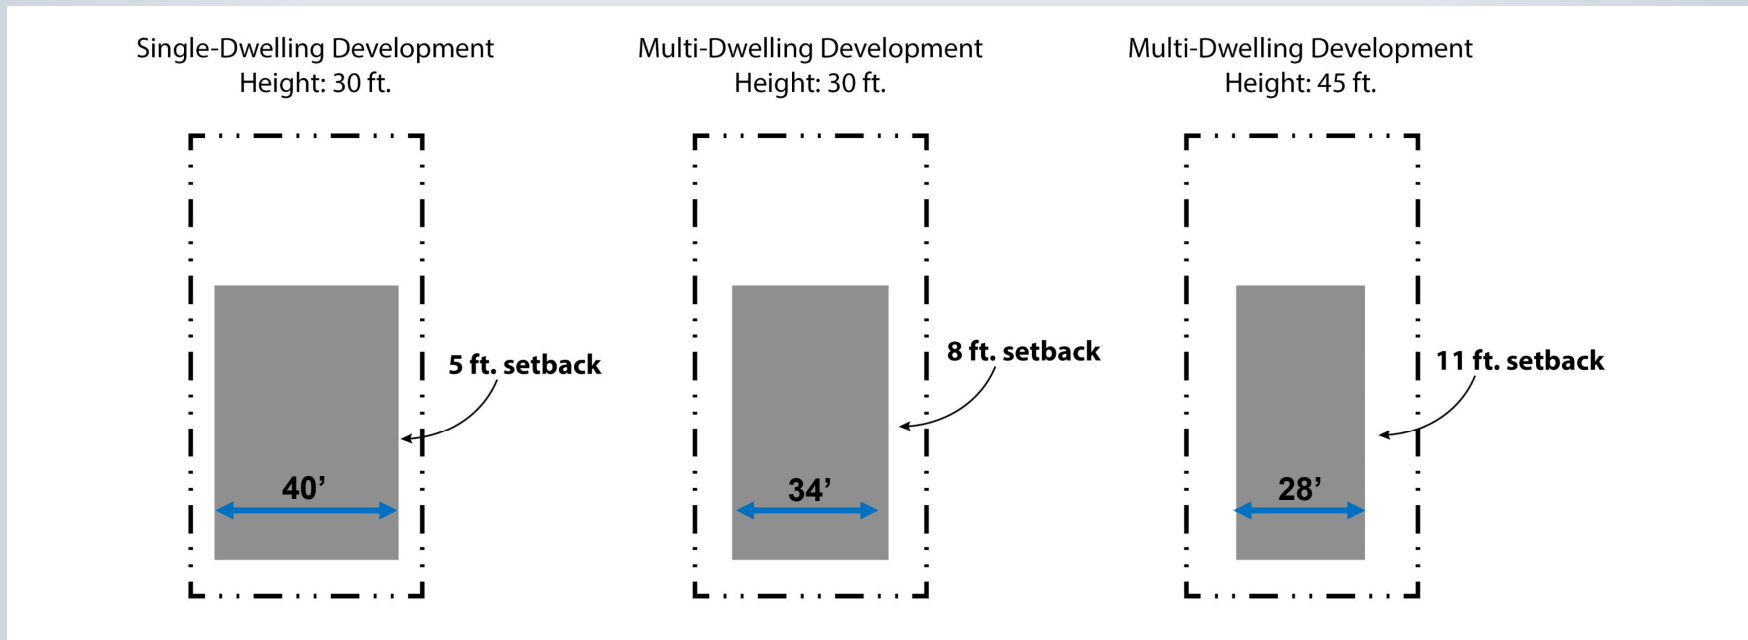 Single-Dwelling Development
Height: 30 ft.
5 ft. setback
40’
Multi-Dwelling Development
Height: 30 ft.
8 ft. setback
34’
Multi-Dwelling Development
Height: 45 ft.
11 ft. setback
28’